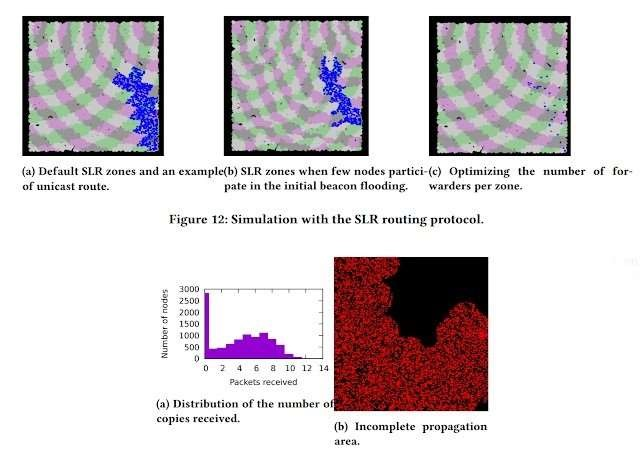 (a) Default SLR zones and an example
of unicast route.
(b) SLR zones when few nodes partici-
pate in the initial beacon flooding.
(c) Optimizing the number of for-
warders per zone.
Figure 12: Simulation with the SLR routing protocol.
Number of nodes
3000
2500
2000
1500
1000
500
0
0 2 4 6 8 10 12 14
Packets received
(a) Distribution of the number of
copies received.
(b) Incomplete propagation
area.